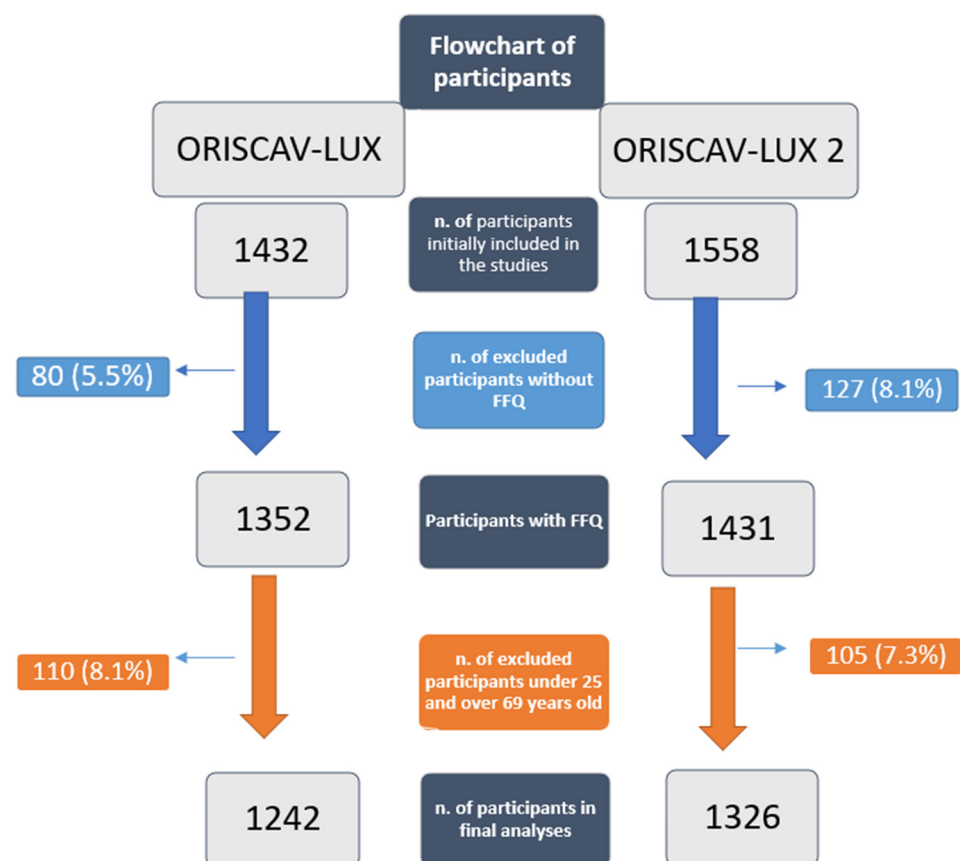 Flowchart of
participants
ORISCAV-LUX
ORISCAV-LUX 2
1432
n. of participants
initially included in
the studies
1558
80 (5.5%)
n. of excluded
participants without
FFQ
127 (8.1%)
1352
Participants with FFQ
1431
110 (8.1%)
n. of excluded
participants under 25
and over 69 years old
105 (7.3%)
1242
n. of participants in
final analyses
1326